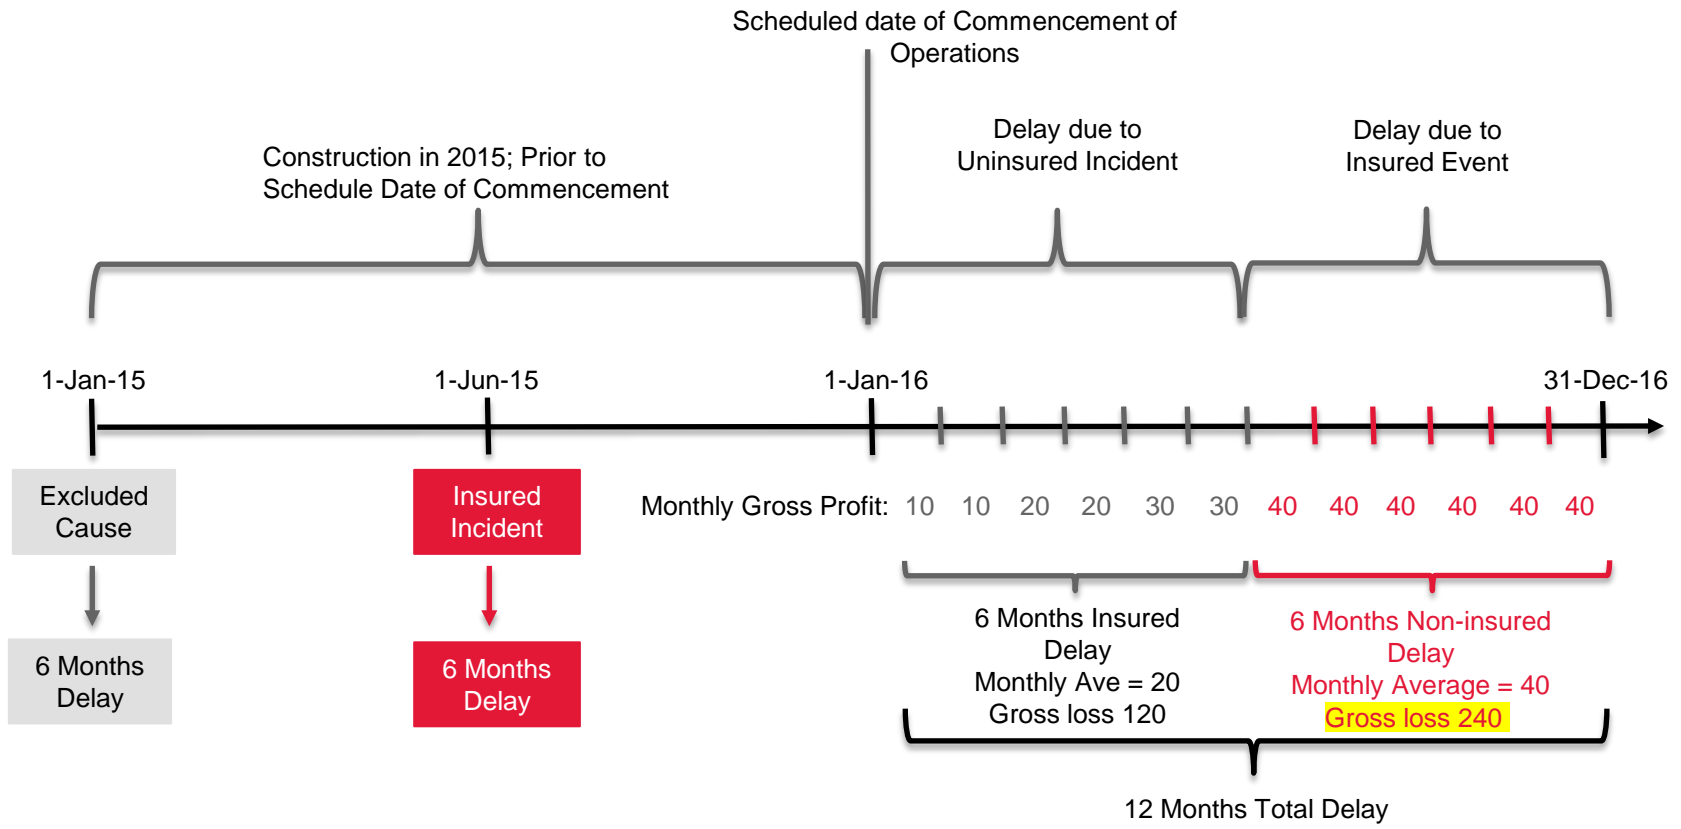 Scheduled date of Commencement of
Operations
Construction in 2015; Prior to
Schedule Date of Commencement
Delay due to
Uninsured Incident
Delay due to
Insured Event
1-Jan-15
1-Jun-15
1-Jan-16
31-Dec-16
Excluded
Cause
Insured
Incident
Monthly Gross Profit: 10 10 20 20 30 30 40 40 40 40 40 40
6 Months
Delay
6 Months
Delay
6 Months Insured
Delay
Monthly Ave = 20
Gross loss 120
6 Months Non-insured
Delay
Monthly Average = 40
Gross loss 240
12 Months Total Delay